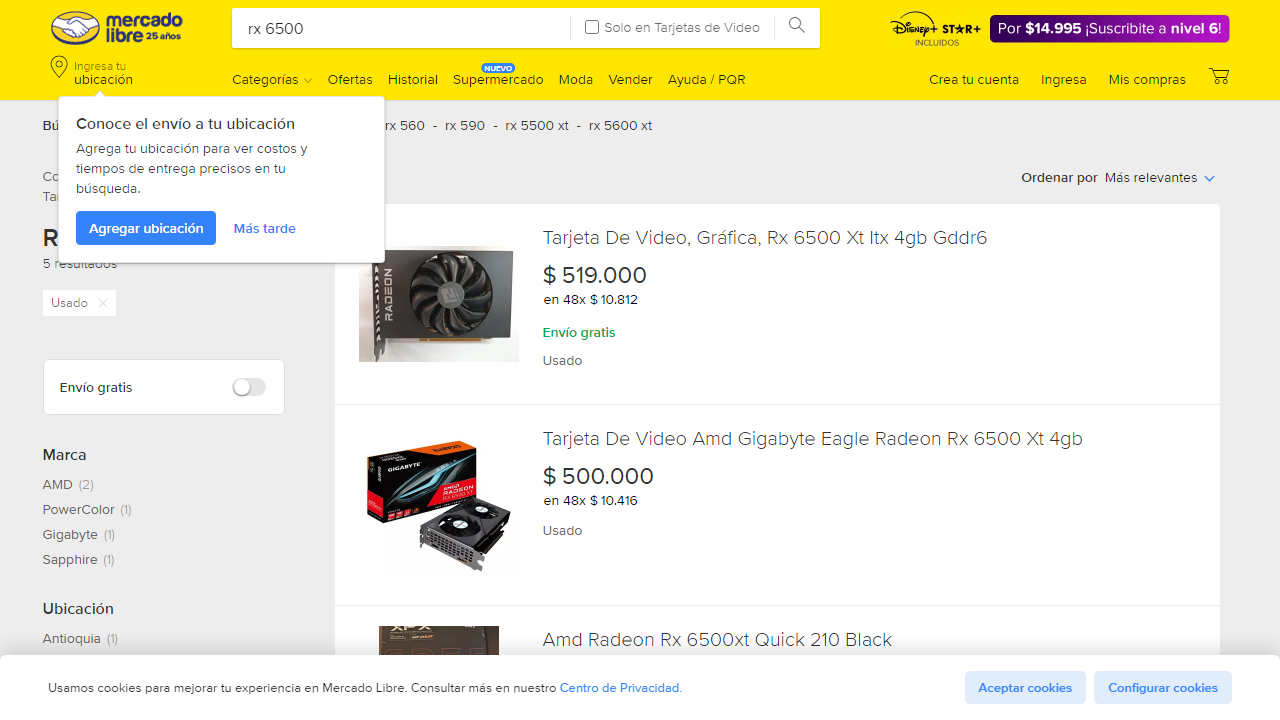 mercado
libre 25 años
rx 6500
Solo en Tarjetas de Video
Disney+ STAR+
INCLUIDOS
Por $14.995 ¡Suscribite a nivel 6!
Ingresa tu
ubicación
Categorías
Ofertas
Historial
NUEVO
Supermercado
Moda
Vender
Ayuda / PQR
Crea tu cuenta
Ingresa
Mis compras
rx 560 - rx 590 - rx 5500 xt - rx 5600 xt
Conoce el envío a tu ubicación
Agrega tu ubicación para ver costos y
tiempos de entrega precisos en tu
búsqueda.
Agregar ubicación
Más tarde
Ordenar por Más relevantes
5 resultados
Usado
Envío gratis
Marca
AMD (2)
PowerColor (1)
Gigabyte (1)
Sapphire (1)
Ubicación
Antioquia (1)
RADEON
Tarjeta De Video, Gráfica, Rx 6500 Xt Itx 4gb Gddr6
$ 519.000
en 48x $ 10.812
Envío gratis
Usado
GIGABYTE
RADEON
Tarjeta De Video Amd Gigabyte Eagle Radeon Rx 6500 Xt 4gb
$ 500.000
en 48x $ 10.416
Usado
Amd Radeon Rx 6500xt Quick 210 Black
Usamos cookies para mejorar tu experiencia en Mercado Libre. Consultar más en nuestro Centro de Privacidad.
Aceptar cookies
Configurar cookies